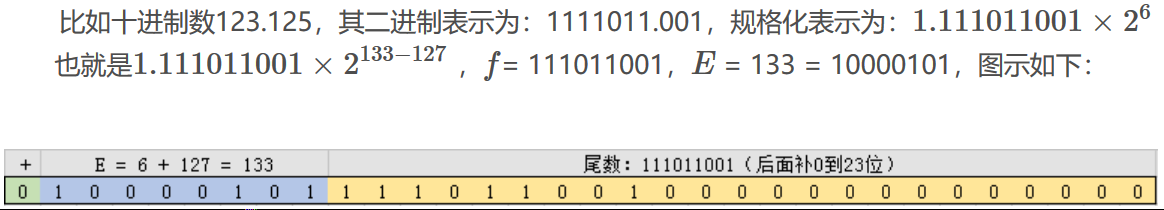 比如十进制数123.125，其二进制表示为：1111011.001，规格化表示为：1.111011001 × 2^6
也就是1.111011001 × 2^{133−127} ，f = 111011001，E = 133 = 10000101，图示如下：
+ E = 6 + 127 = 133 尾数：111011001（后面补0到23位）
0 1 0 0 0 0 1 0 1 1 1 1 0 1 1 0 0 1 0 0 0 0 0 0 0 0 0 0 0 0 0 0